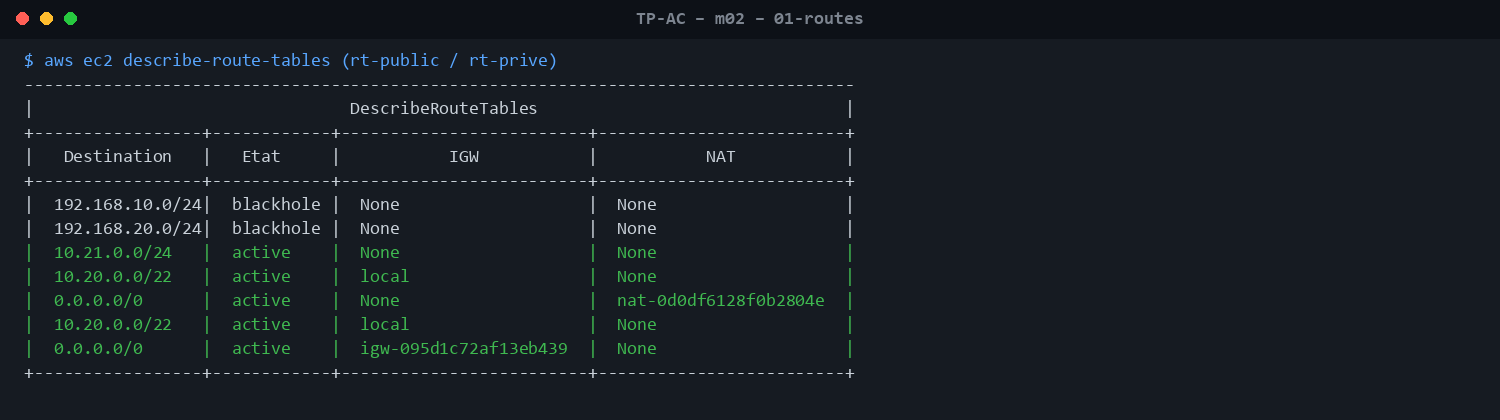 TP-AC – m02 – 01-routes
$ aws ec2 describe-route-tables (rt-public / rt-prive)
------------------------------------------------------------------------------------
|                                DescribeRouteTables                               |
+-----------------+------------+-------------------------+-------------------------+
|   Destination   |   Etat     |           IGW           |           NAT           |
+-----------------+------------+-------------------------+-------------------------+
|  192.168.10.0/24|  blackhole |  None                   |  None                   |
|  192.168.20.0/24|  blackhole |  None                   |  None                   |
|  10.21.0.0/24   |  active    |  None                   |  None                   |
|  10.20.0.0/22   |  active    |  local                  |  None                   |
|  0.0.0.0/0      |  active    |  None                   |  nat-0d0df6128f0b2804e  |
|  10.20.0.0/22   |  active    |  local                  |  None                   |
|  0.0.0.0/0      |  active    |  igw-095d1c72af13eb439  |  None                   |
+-----------------+------------+-------------------------+-------------------------+